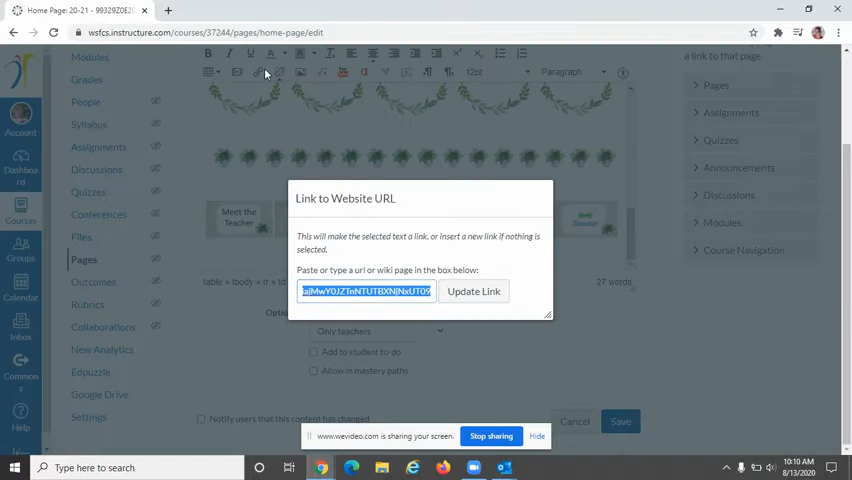 Home Page: 20-21 - 99329Z0E20
wsfcs.instructure.com/courses/37244/pages/home-page/edit
Modules
Grades
People
Syllabus
Assignments
Discussions
Quizzes
Conferences
Files
Pages
Outcomes
Rubrics
Collaborations
New Analytics
Edpuzzle
Google Drive
Settings
Account
Dashboa
rd
Courses
Groups
Calendar
Inbox
Common
s
Help
B I U A A
12pt Paragraph
Meet the
Teacher
table » tbody » tr » td
27 words
Link to Website URL
This will make the selected text a link, or insert a new link if nothing is
selected.
Paste or type a url or wiki page in the box below:
Update Link
Only teachers
Add to student to-do
Allow in mastery paths
Notify users that this content has changed
Cancel Save
a link to that page.
Pages
Assignments
Quizzes
Announcements
Discussions
Modules
Course Navigation
www.wevideo.com is sharing your screen. Stop sharing Hide
Type here to search
10:10 AM
8/13/2020